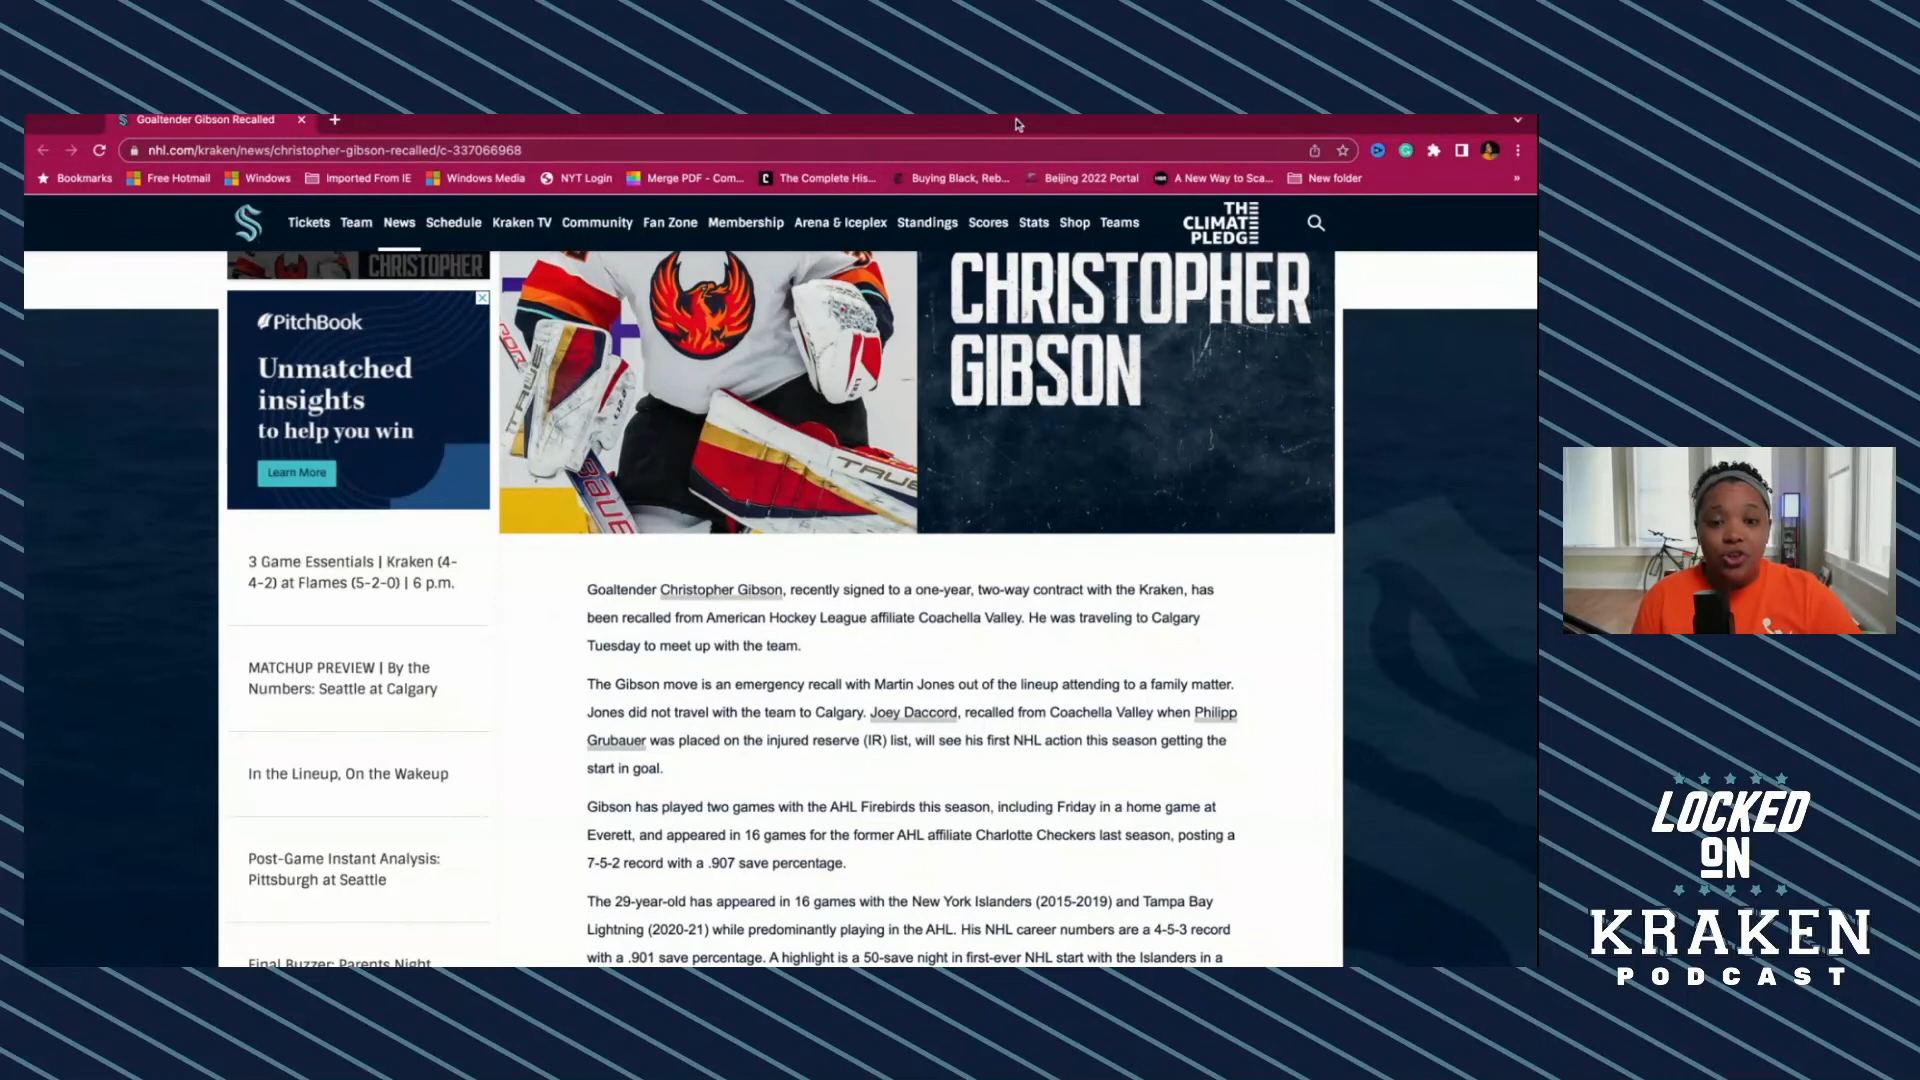 Goaltender Gibson Recalled
nhl.com/kraken/news/christopher-gibson-recalled/c-337066968
Bookmarks Free Hotmail Windows Imported From IE Windows Media NYT Login Merge PDF - Com... The Complete His... Buying Black, Reb... Beijing 2022 Portal A New Way to Sca... New folder »
Tickets Team News Schedule Kraken TV Community Fan Zone Membership Arena & Iceplex Standings Scores Stats Shop Teams
THE
CLIMATE
PLEDGE
CHRISTOPHER
PitchBook
Unmatched
insights
to help you win
Learn More
3 Game Essentials | Kraken (4-
4-2) at Flames (5-2-0) | 6 p.m.
MATCHUP PREVIEW | By the
Numbers: Seattle at Calgary
In the Lineup, On the Wakeup
Post-Game Instant Analysis:
Pittsburgh at Seattle
Final Buzzer: Parents Night
TRUE
BAUER
TRUE
CHRISTOPHER
GIBSON
Goaltender Christopher Gibson, recently signed to a one-year, two-way contract with the Kraken, has
been recalled from American Hockey League affiliate Coachella Valley. He was traveling to Calgary
Tuesday to meet up with the team.
The Gibson move is an emergency recall with Martin Jones out of the lineup attending to a family matter.
Jones did not travel with the team to Calgary. Joey Daccord, recalled from Coachella Valley when Philipp
Grubauer was placed on the injured reserve (IR) list, will see his first NHL action this season getting the
start in goal.
Gibson has played two games with the AHL Firebirds this season, including Friday in a home game at
Everett, and appeared in 16 games for the former AHL affiliate Charlotte Checkers last season, posting a
7-5-2 record with a .907 save percentage.
The 29-year-old has appeared in 16 games with the New York Islanders (2015-2019) and Tampa Bay
Lightning (2020-21) while predominantly playing in the AHL. His NHL career numbers are a 4-5-3 record
with a .901 save percentage. A highlight is a 50-save night in first-ever NHL start with the Islanders in a
LOCKED
ON
KRAKEN
PODCAST